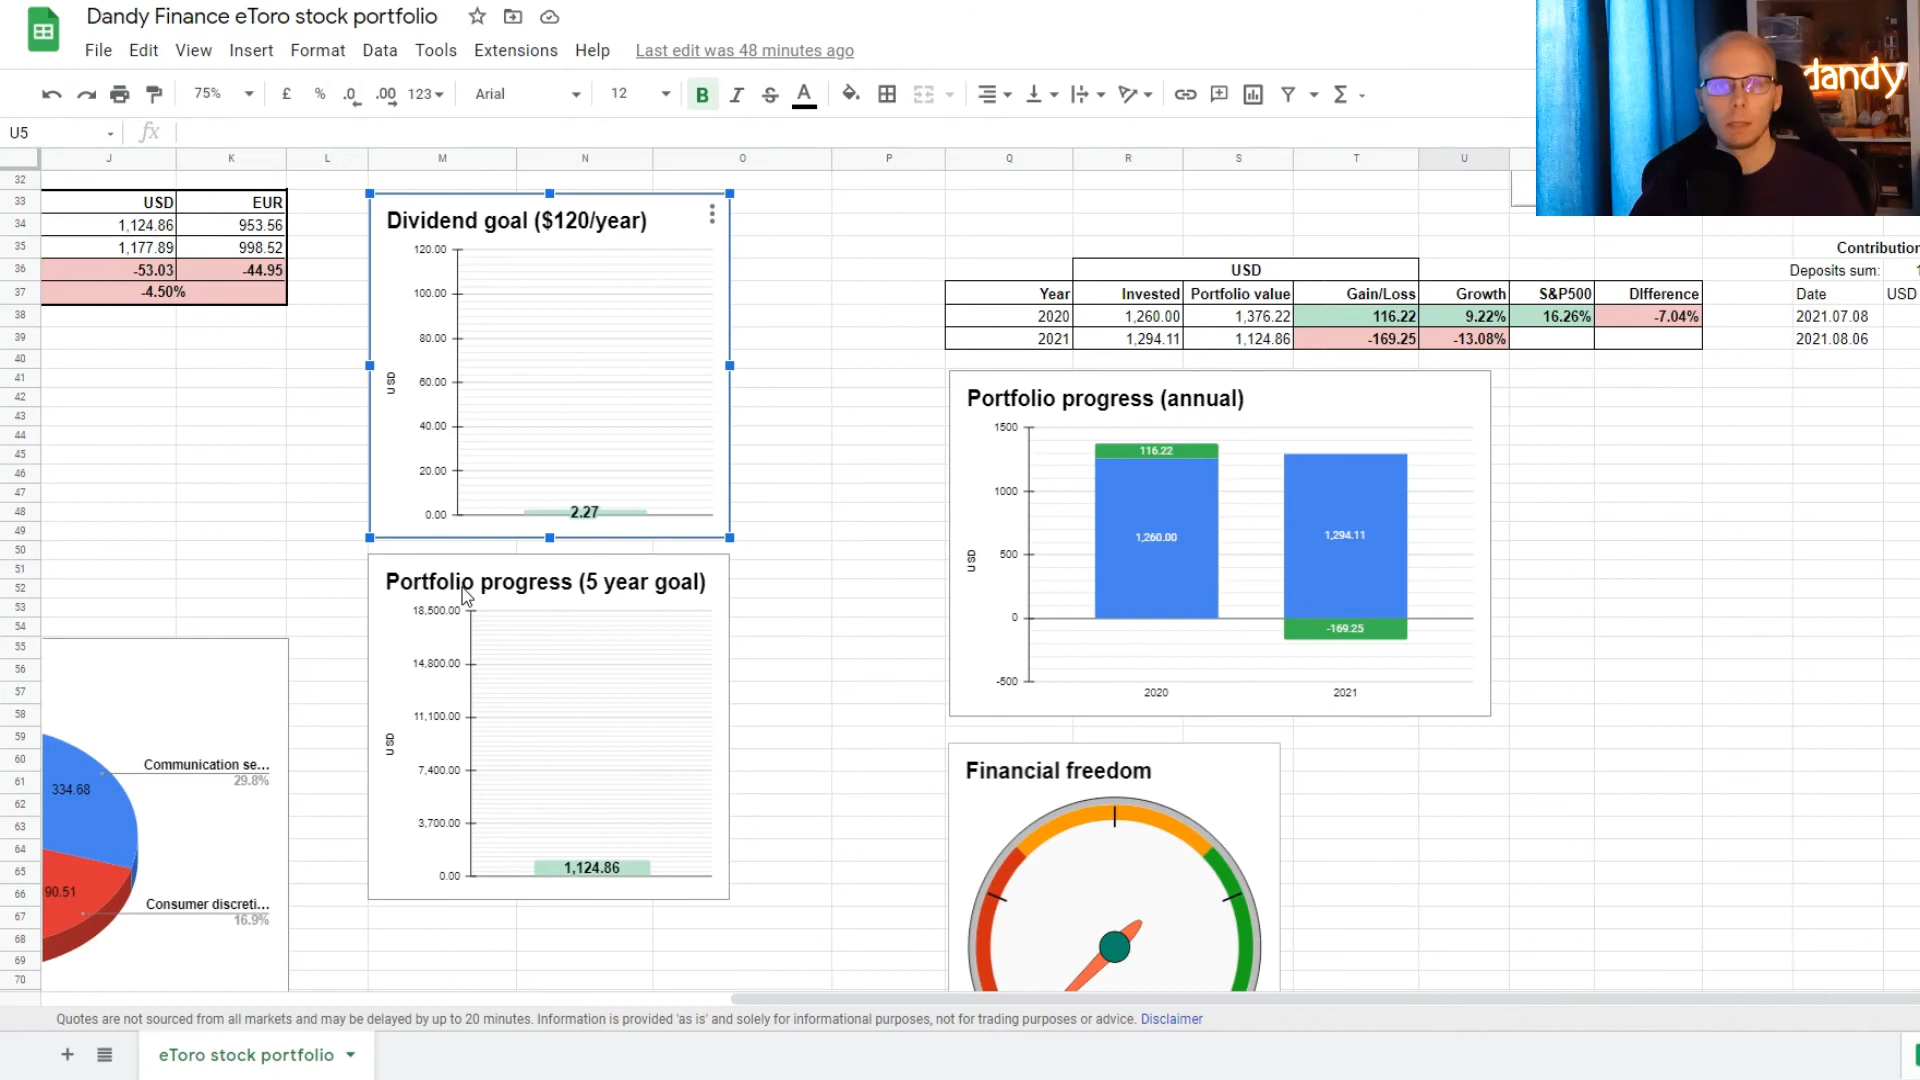 Dandy Finance eToro stock portfolio
File Edit View Insert Format Data Tools Extensions Help Last edit was 48 minutes ago
75% £ % .0 .00 123 Arial 12 B I S A
U5 fx
J K L M N O P Q R S T U
32
33 USD EUR
34 1,124.86 953.56
35 1,177.89 998.52
36 -53.03 -44.95
37 -4.50%
38
39
40
41
42
43
44
45
46
47
48
49
50
51
52
53
54
55
56
57
58
59
60
61
62
63
64
65
66
67
68
69
70
Communication se...
29.8%
334.68
90.51
Consumer discreti...
16.9%
Dividend goal ($120/year)
120.00
100.00
80.00
60.00
40.00
20.00
0.00
USD
2.27
Portfolio progress (5 year goal)
18,500.00
14,800.00
11,100.00
7,400.00
3,700.00
0.00
USD
1,124.86
USD
Year Invested Portfolio value Gain/Loss Growth S&P500 DIfference
2020 1,260.00 1,376.22 116.22 9.22% 16.26% -7.04%
2021 1,294.11 1,124.86 -169.25 -13.08%
Portfolio progress (annual)
1500
1000
500
0
-500
USD
116.22
1,260.00
1,294.11
-169.25
2020 2021
Financial freedom
Contribution
Deposits sum: 1
Date USD
2021.07.08
2021.08.06
dandy
Quotes are not sourced from all markets and may be delayed by up to 20 minutes. Information is provided 'as is' and solely for informational purposes, not for trading purposes or advice. Disclaimer
eToro stock portfolio